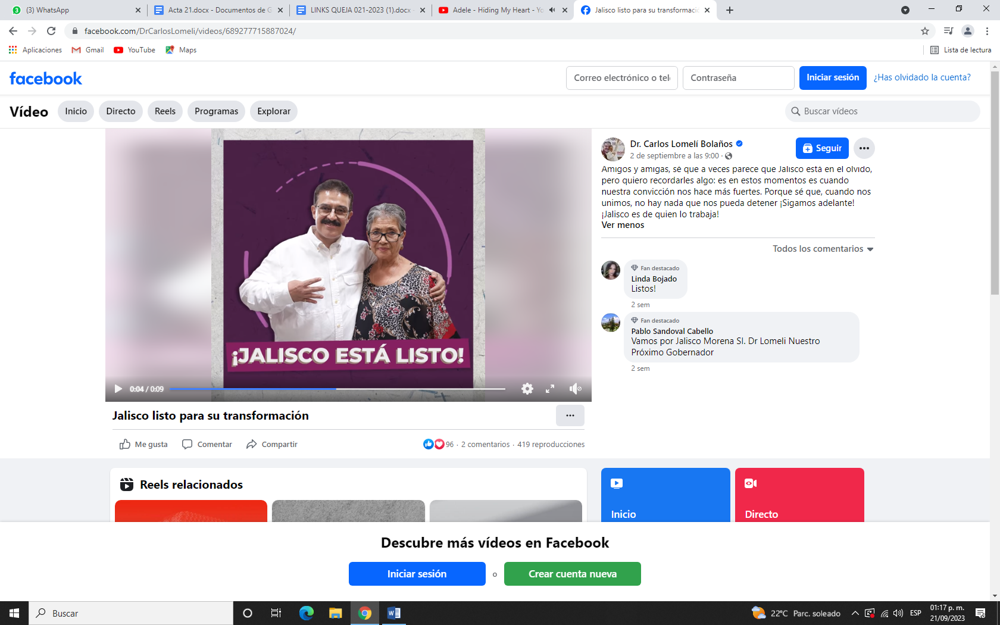 (3) WhatsApp
Acta 21.docx - Documentos de G
LINKS QUEJA 021-2023 (1).docx
Adele - Hiding My Heart - Yo
Jalisco listo para su transformació
facebook.com/DrCarlosLomeli/videos/689277715887024/
Aplicaciones
Gmail
YouTube
Maps
Lista de lectura
facebook
Correo electrónico o telé
Contraseña
Iniciar sesión
¿Has olvidado la cuenta?
Vídeo
Inicio
Directo
Reels
Programas
Explorar
Buscar vídeos
¡JALISCO ESTÁ LISTO!
0:04 / 0:09
Jalisco listo para su transformación
Me gusta
Comentar
Compartir
96 · 2 comentarios · 419 reproducciones
Dr. Carlos Lomelí Bolaños
2 de septiembre a las 9:00 ·
Seguir
Amigos y amigas, sé que a veces parece que Jalisco está en el olvido,
pero quiero recordarles algo: es en estos momentos es cuando
nuestra convicción nos hace más fuertes. Porque sé que, cuando nos
unimos, no hay nada que nos pueda detener ¡Sigamos adelante!
¡Jalisco es de quien lo trabaja!
Ver menos
Todos los comentarios
Fan destacado
Linda Bojado
Listos!
2 sem
Fan destacado
Pablo Sandoval Cabello
Vamos por Jalisco Morena SI. Dr Lomeli Nuestro
Próximo Gobernador
2 sem
Reels relacionados
Inicio
Directo
Descubre más vídeos en Facebook
Iniciar sesión
o
Crear cuenta nueva
Buscar
22°C Parc. soleado
ESP
01:17 p. m.
21/09/2023